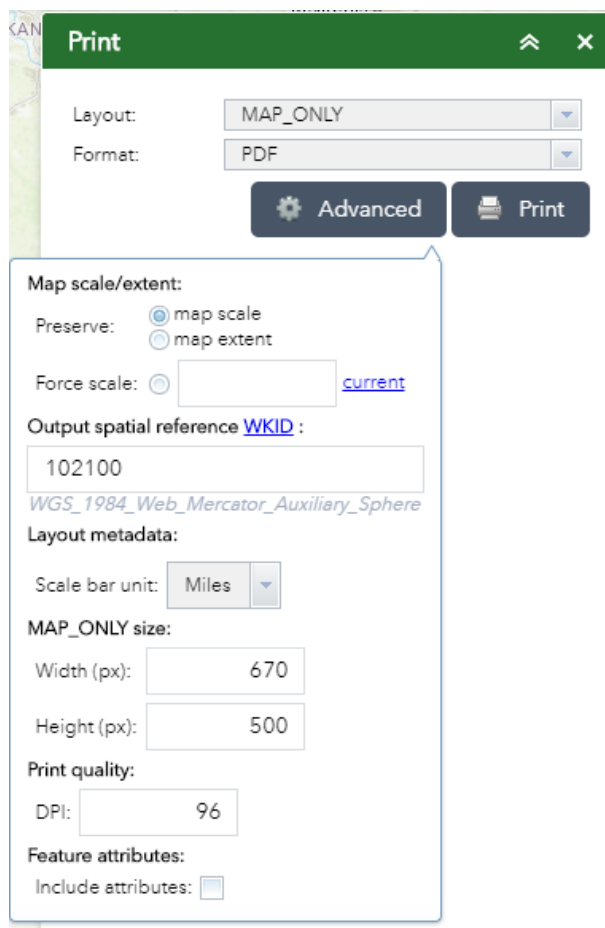 KAN
Print
Layout: MAP_ONLY
Format: PDF
Advanced Print
Map scale/extent:
Preserve: map scale
map extent
Force scale: current
Output spatial reference WKID :
102100
WGS_1984_Web_Mercator_Auxiliary_Sphere
Layout metadata:
Scale bar unit: Miles
MAP_ONLY size:
Width (px): 670
Height (px): 500
Print quality:
DPI: 96
Feature attributes:
Include attributes: